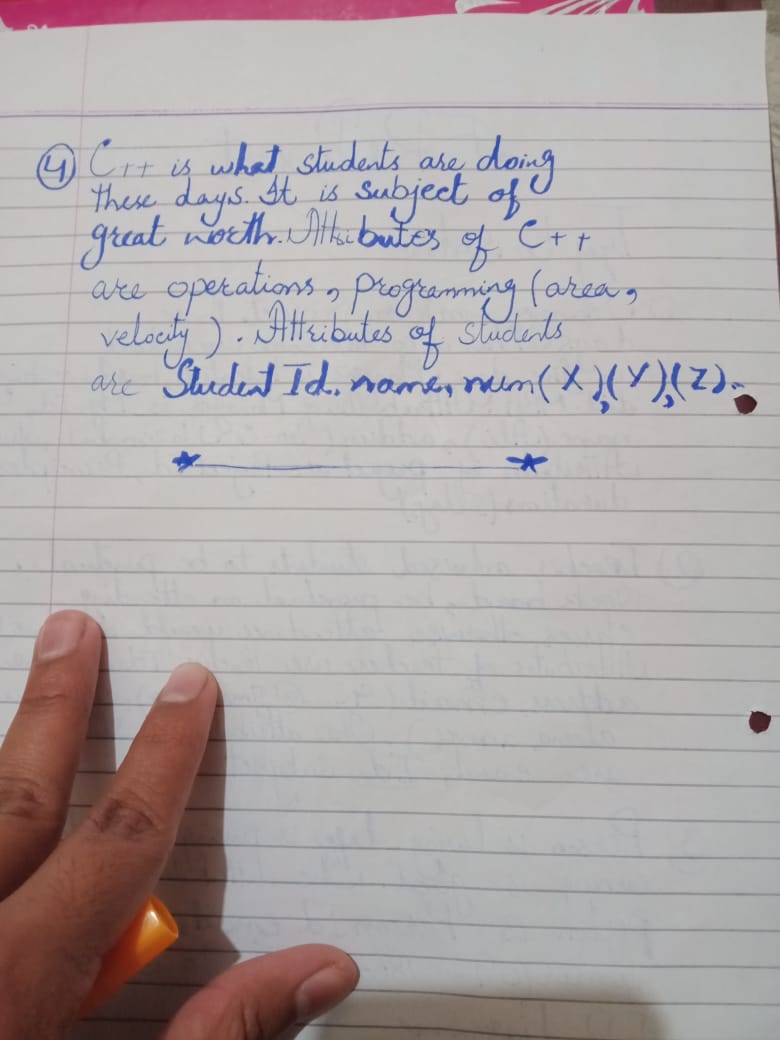 4 C++ is what students are doing
these days. It is subject of
great worth. Attributes of C++
are operations, programming (area,
velocity). Attributes of students
are Student Id. name, num(X),(Y),(Z).